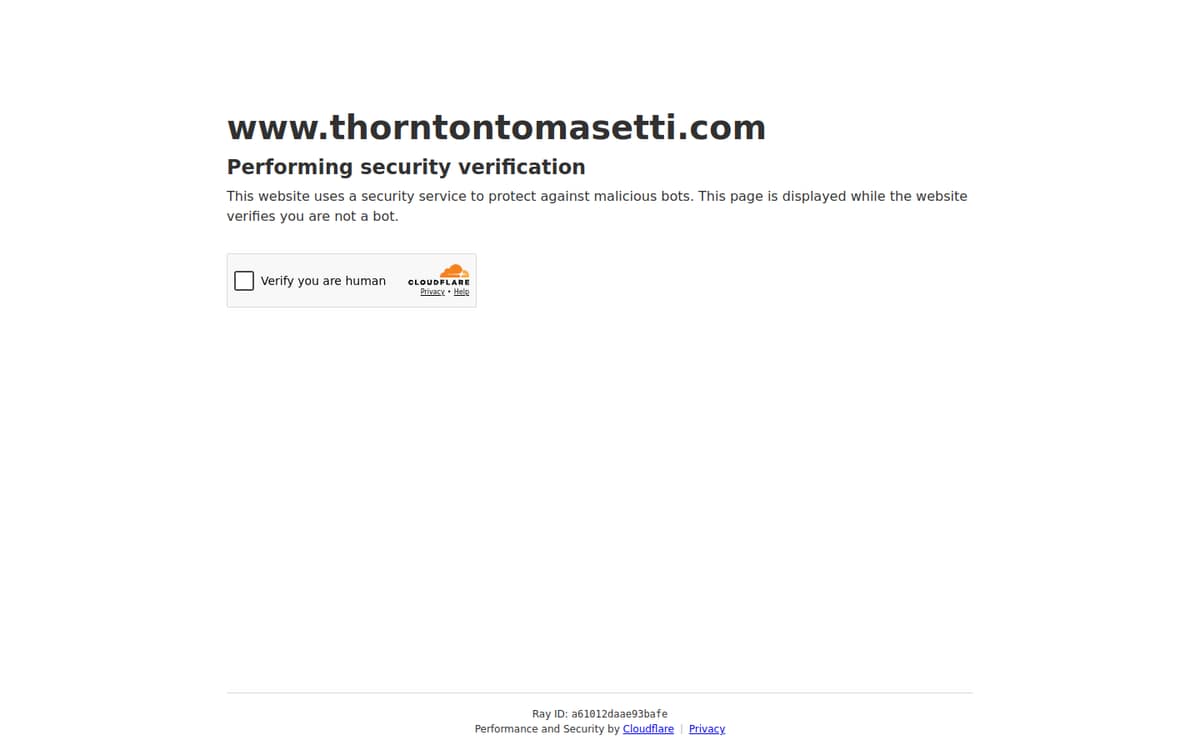 www.thorntontomasetti.com
Performing security verification
This website uses a security service to protect against malicious bots. This page is displayed while the website
verifies you are not a bot.
Verify you are human
CLOUDFLARE
Privacy • Help
Ray ID: a61012daae93bafe
Performance and Security by Cloudflare | Privacy